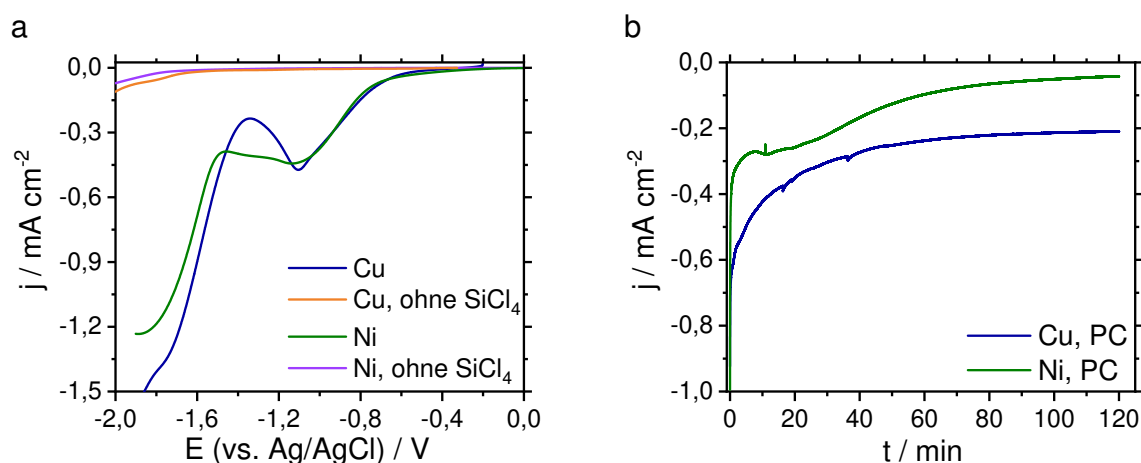 a
0,0
-0,3
-0,6
-0,9
-1,2
-1,5
j / mA cm⁻²
-2,0 -1,6 -1,2 -0,8 -0,4 0,0
E (vs. Ag/AgCl) / V
Cu
Cu, ohne SiCl₄
Ni
Ni, ohne SiCl₄
b
0,0
-0,2
-0,4
-0,6
-0,8
-1,0
j / mA cm⁻²
0 20 40 60 80 100 120
t / min
Cu, PC
Ni, PC